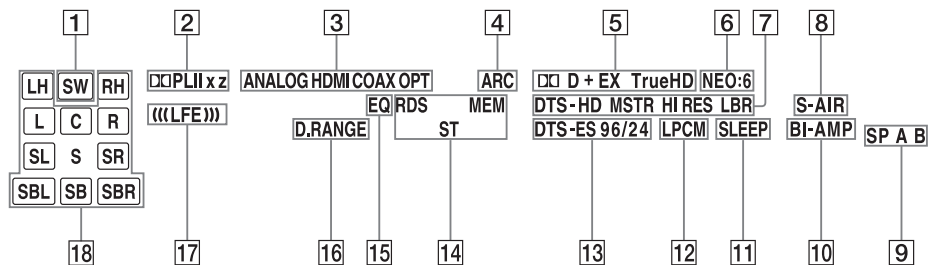 1 2 3 4 5 6 7 8
LH SW RH PLII x z ANALOG HDMI COAX OPT ARC D + EX TrueHD NEO:6
(((LFE))) EQ RDS MEM DTS-HD MSTR HI RES LBR S-AIR
L C R D.RANGE ST DTS-ES 96/24 LPCM SLEEP BI-AMP SP A B
SL S SR
SBL SB SBR
18 17 16 15 14 13 12 11 10 9